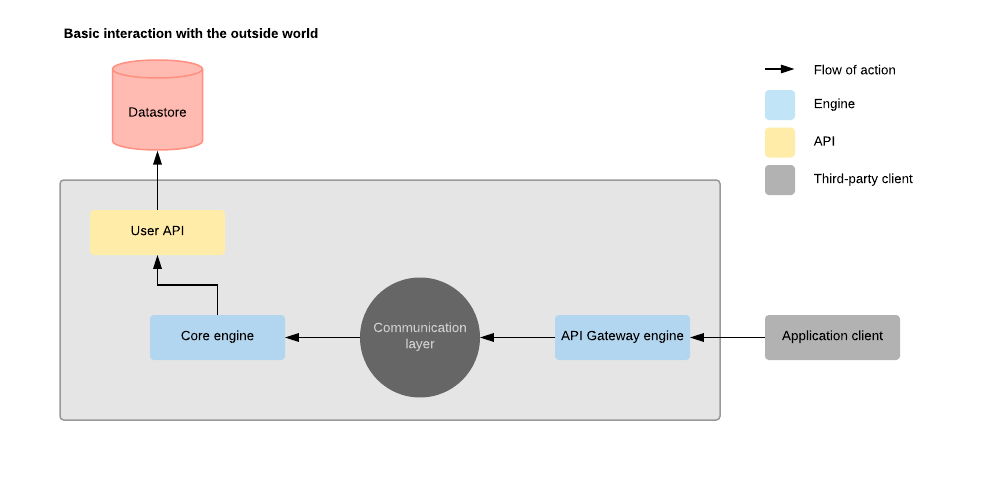 Basic interaction with the outside world
Datastore
User API
Core engine
Communication
layer
API Gateway engine
Application client
Flow of action
Engine
API
Third-party client